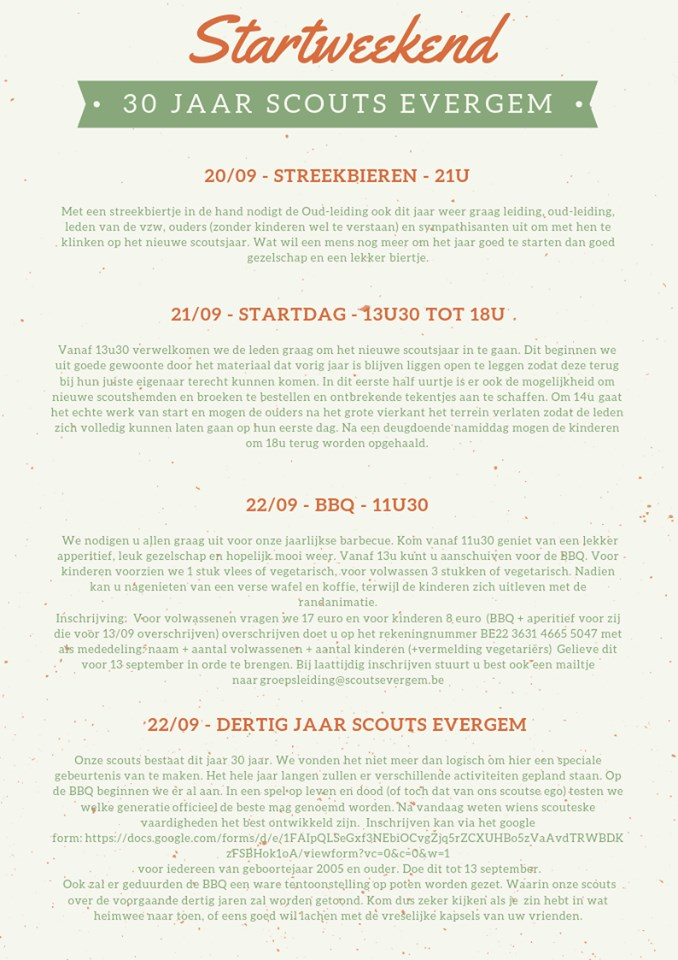 Startweekend
• 30 JAAR SCOUTS EVERGEM •
20/09 - STREEKBIEREN - 21U
Met een streekbiertje in de hand nodigt de Oud-leiding ook dit jaar weer graag leiding, oud-leiding,
leden van de vzw, ouders (zonder kinderen wel te verstaan) en sympathisanten uit om met hen te
klinken op het nieuwe scoutsjaar. Wat wil een mens nog meer om het jaar goed te starten dan goed
gezelschap en een lekker biertje.
21/09 - STARTDAG - 13U30 TOT 18U
Vanaf 13u30 verwelkomen we de leden graag om het nieuwe scoutsjaar in te gaan. Dit beginnen we
uit goede gewoonte door het materiaal dat vorig jaar is blijven liggen open te leggen zodat deze terug
bij hun juiste eigenaar terecht kunnen komen. In dit eerste half uurtje is er ook de mogelijkheid om
nieuwe scoutshemden en broeken te bestellen en ontbrekende tekentjes aan te schaffen. Om 14u gaat
het echte werk van start en mogen de ouders na het grote vierkant het terrein verlaten zodat de leden
zich volledig kunnen laten gaan op hun eerste dag. Na een deugdoende namiddag mogen de kinderen
om 18u terug worden opgehaald.
22/09 - BBQ - 11U30
We nodigen u allen graag uit voor onze jaarlijkse barbecue. Kom vanaf 11u30 geniet van een lekker
apperitief, leuk gezelschap en hopelijk mooi weer. Vanaf 13u kunt u aanschuiven voor de BBQ. Voor
kinderen voorzien we 1 stuk vlees of vegetarisch, voor volwassen 3 stukken of vegetarisch. Nadien
kan u nagenieten van een verse wafel en koffie, terwijl de kinderen zich uitleven met de
randanimatie.
Inschrijving: Voor volwassenen vragen we 17 euro en voor kinderen 8 euro (BBQ + aperitief voor zij
die voor 13/09 overschrijven) overschrijven doet u op het rekeningnummer BE22 3631 4665 5047 met
als mededeling: naam + aantal volwassenen + aantal kinderen (+vermelding vegetariërs) Gelieve dit
voor 13 september in orde te brengen. Bij laattijdig inschrijven stuurt u best ook een mailtje
naar groepsleiding@scoutsevergem.be
22/09 - DERTIG JAAR SCOUTS EVERGEM
Onze scouts bestaat dit jaar 30 jaar. We vonden het niet meer dan logisch om hier een speciale
gebeurtenis van te maken. Het hele jaar langen zullen er verschillende activiteiten gepland staan. Op
de BBQ beginnen we er al aan. In een spel op leven en dood (of toch dat van ons scoutse ego) testen we
welke generatie officieel de beste mag genoemd worden. Na vandaag weten wiens scouteske
vaardigheden het best ontwikkeld zijn. Inschrijven kan via het google
form: https://docs.google.com/forms/d/e/1FAIpQLSeGxf3NEbiOCvgZjq5rZCXUHBo5zVaAvdTRWBDK
zFSBHok1oA/viewform?vc=0&c=0&w=1
voor iedereen van geboortejaar 2005 en ouder. Doe dit tot 13 september.
Ook zal er geduurden de BBQ een ware tentoonstelling op poten worden gezet. Waarin onze scouts
over de voorgaande dertig jaren zal worden getoond. Kom dus zeker kijken als je zin hebt in wat
heimwee naar toen, of eens goed wil lachen met de vreselijke kapsels van uw vrienden.